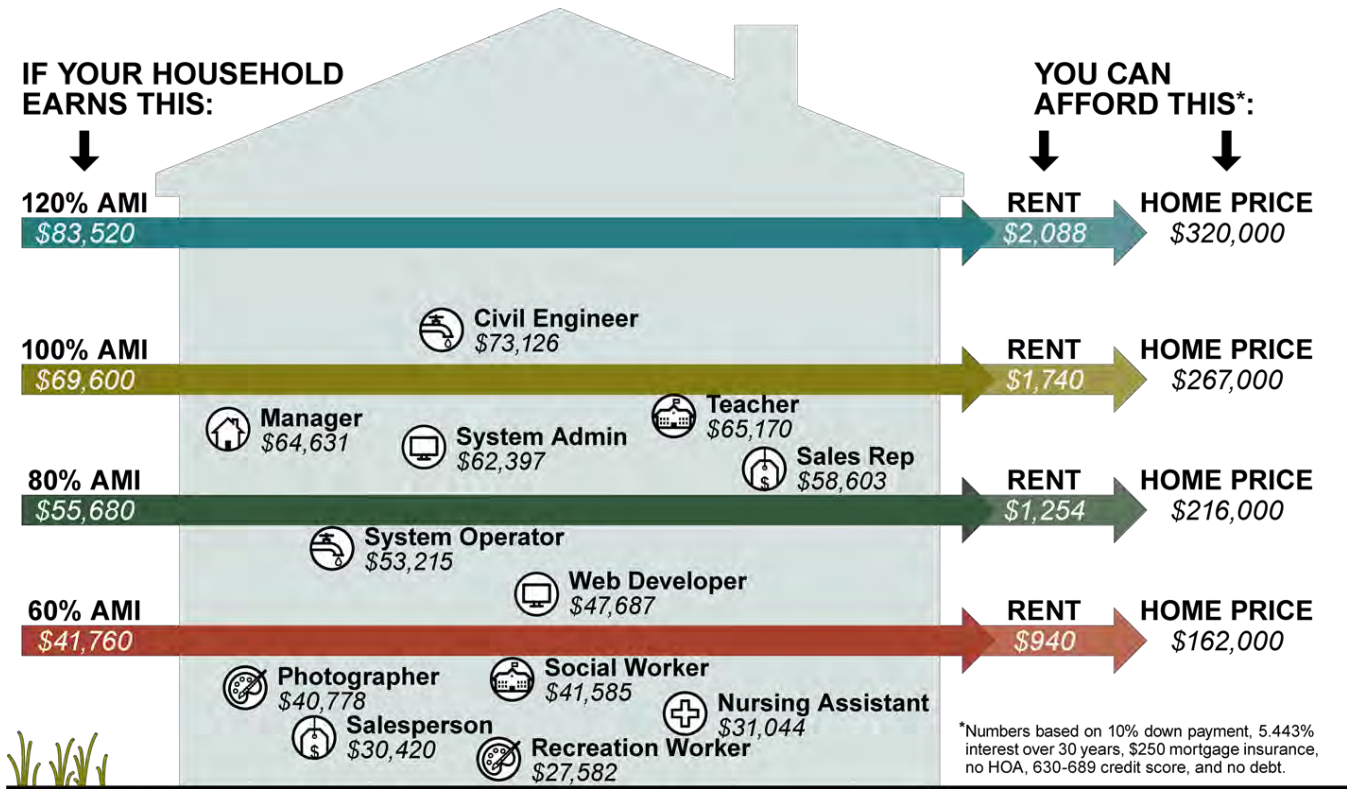 IF YOUR HOUSEHOLD
EARNS THIS:
YOU CAN
AFFORD THIS*:
120% AMI
$83,520
RENT
$2,088
HOME PRICE
$320,000
Civil Engineer
$73,126
100% AMI
$69,600
RENT
$1,740
HOME PRICE
$267,000
Manager
$64,631
System Admin
$62,397
Teacher
$65,170
Sales Rep
$58,603
80% AMI
$55,680
RENT
$1,254
HOME PRICE
$216,000
System Operator
$53,215
Web Developer
$47,687
60% AMI
$41,760
RENT
$940
HOME PRICE
$162,000
Photographer
$40,778
Social Worker
$41,585
Nursing Assistant
$31,044
Salesperson
$30,420
Recreation Worker
$27,582
*Numbers based on 10% down payment, 5.443%
interest over 30 years, $250 mortgage insurance,
no HOA, 630-689 credit score, and no debt.
$
$